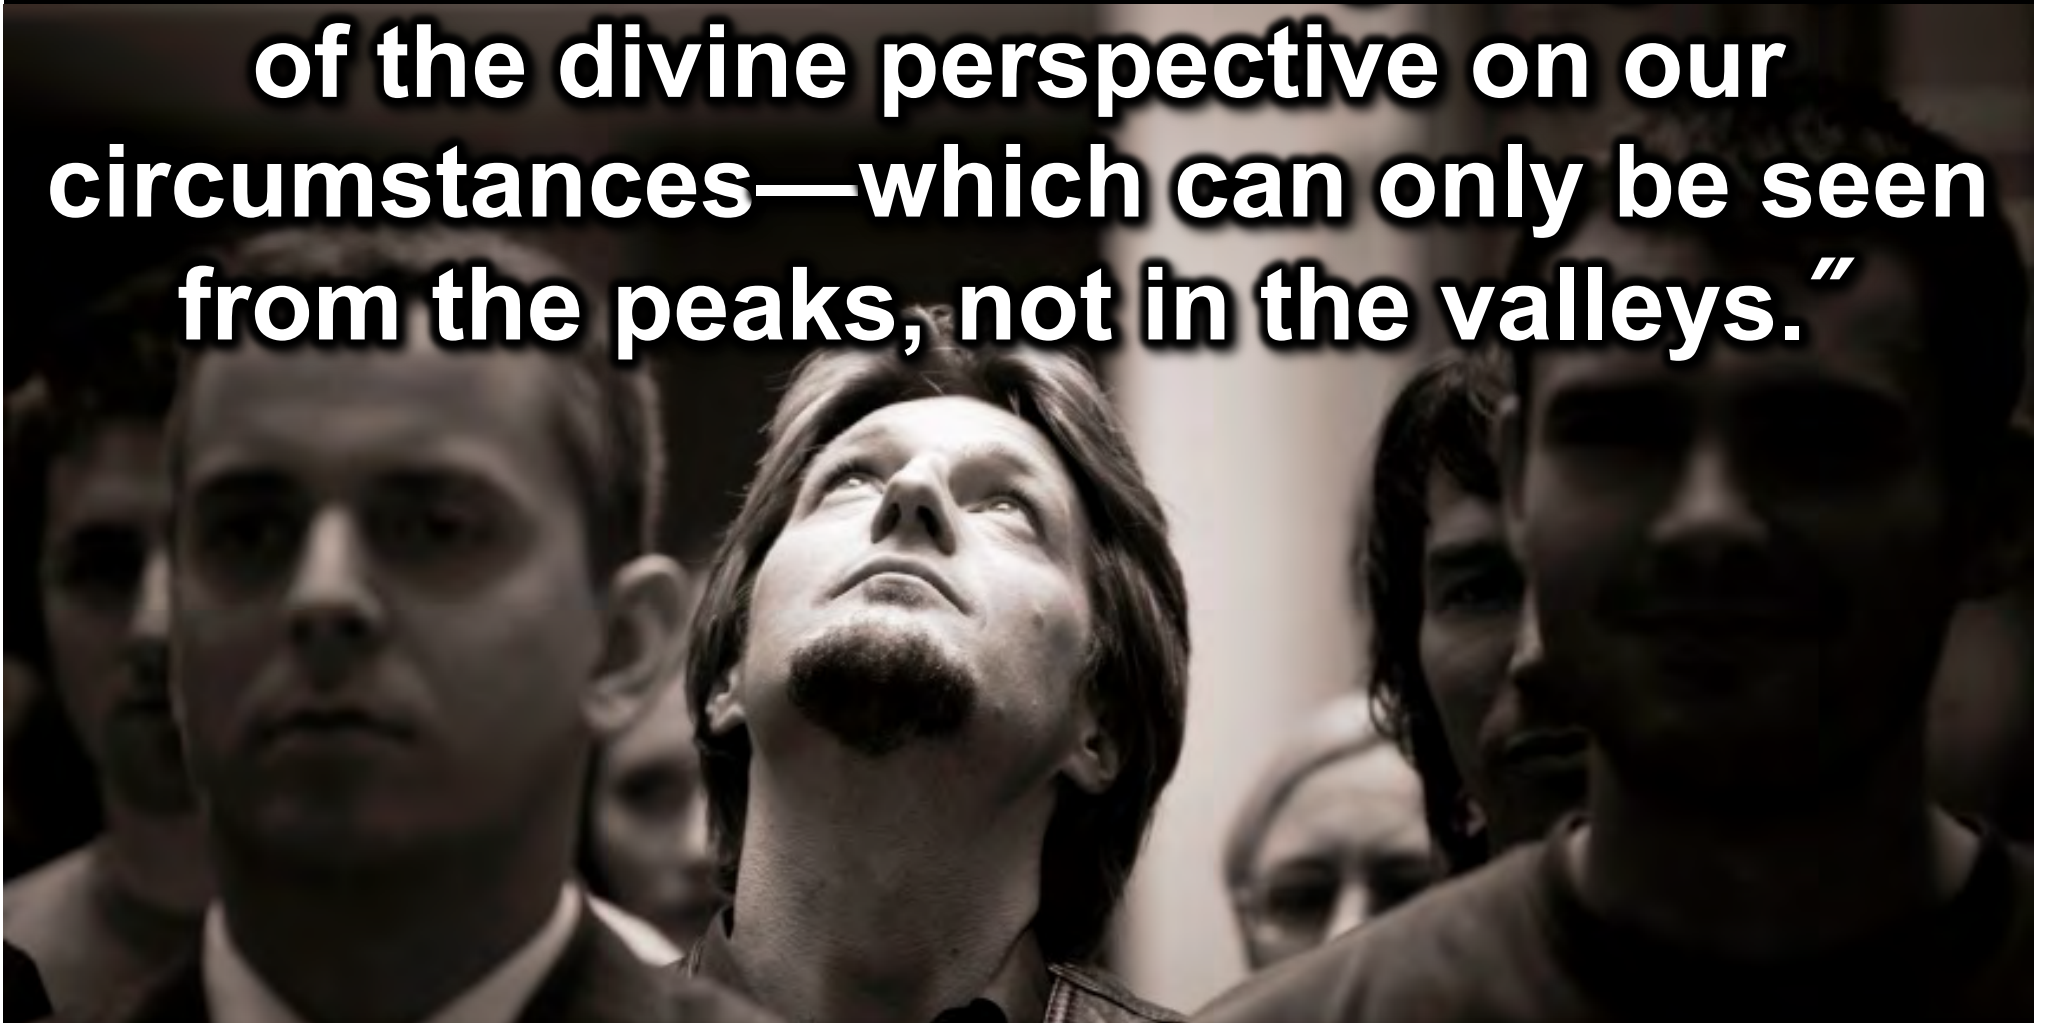 of the divine perspective on our
circumstances—which can only be seen
from the peaks, not in the valleys.”